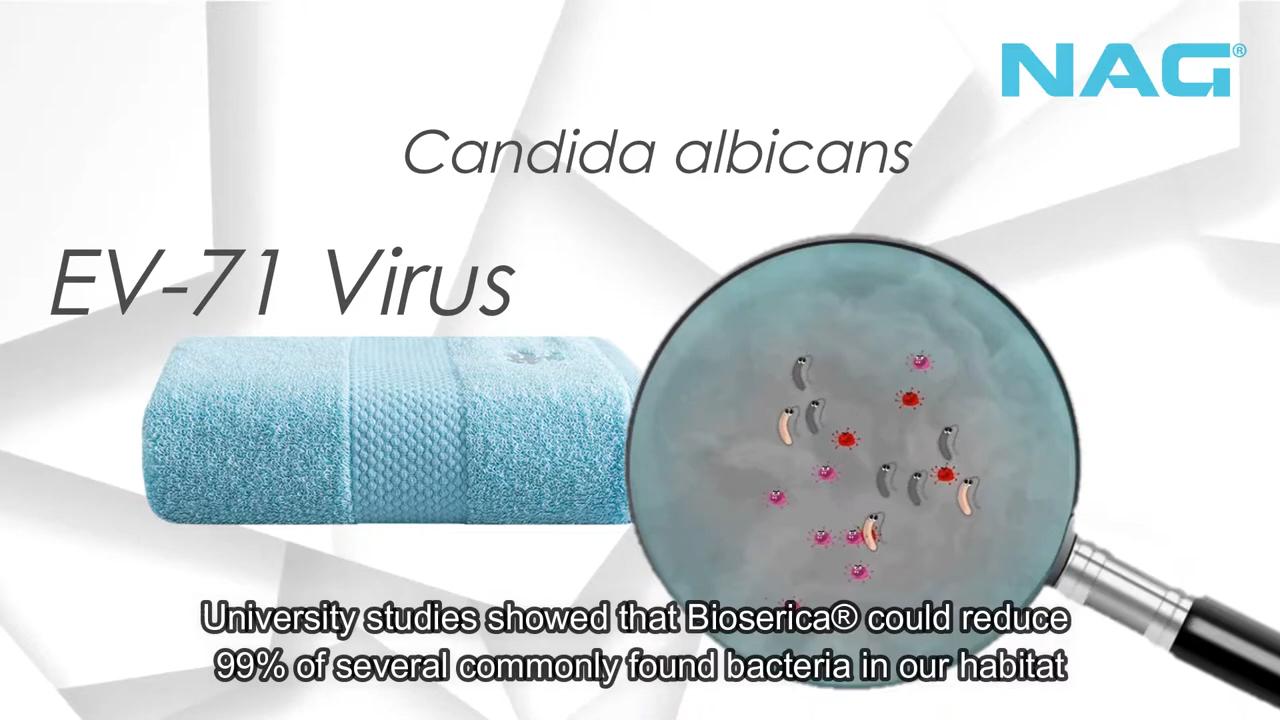 NAG®
Candida albicans
EV-71 Virus
University studies showed that Bioserica® could reduce
99% of several commonly found bacteria in our habitat